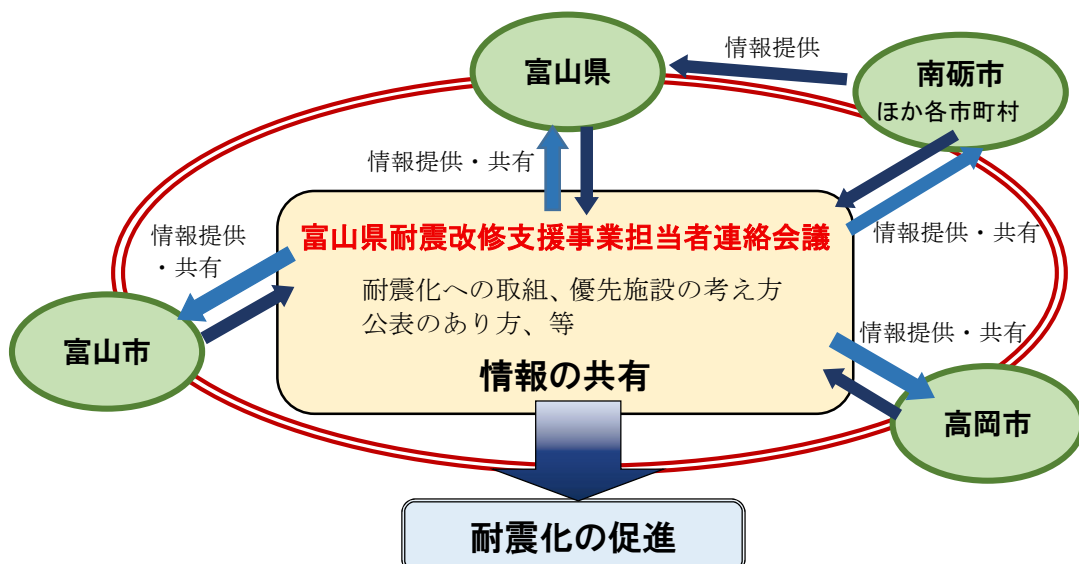 情報提供
富山県
南砺市
ほか各市町村
情報提供・共有
情報提供
・共有
富山県耐震改修支援事業担当者連絡会議
情報提供・共有
耐震化への取組、優先施設の考え方
公表のあり方、等
情報提供・共有
富山市
情報の共有
高岡市
耐震化の促進